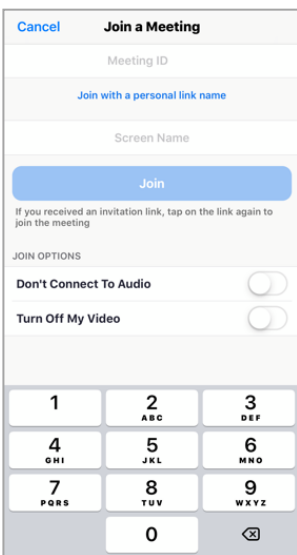 Cancel Join a Meeting
Meeting ID
Join with a personal link name
Screen Name
Join
If you received an invitation link, tap on the link again to
join the meeting
JOIN OPTIONS
Don't Connect To Audio
Turn Off My Video
1 2 3
ABC DEF
4 5 6
GHI JKL MNO
7 8 9
PQRS TUV WXYZ
0